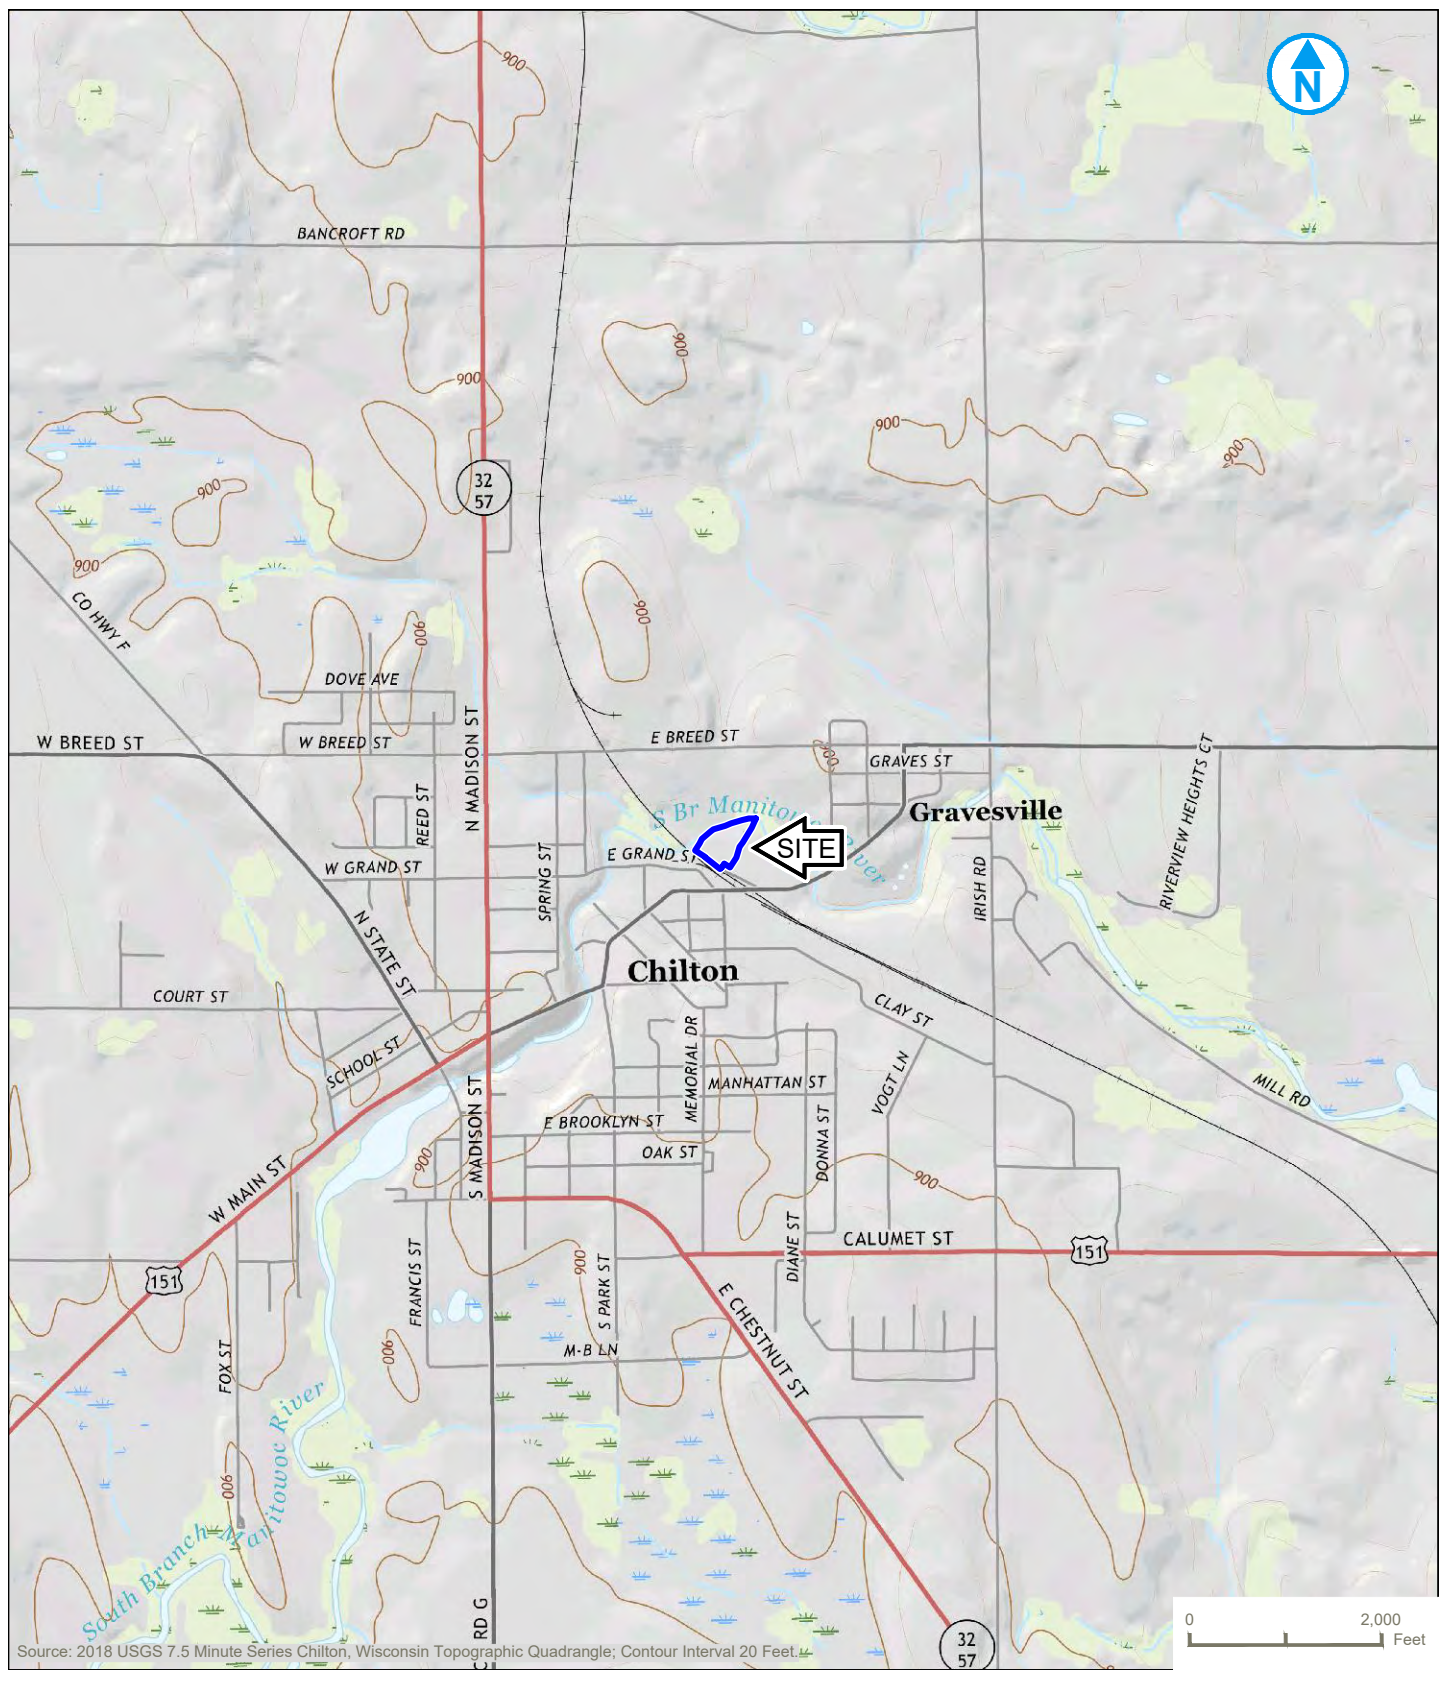 900
N
BANCROFT RD
900
900
900
32
57
900
900
900
CO HWY F
900
900
DOVE AVE
W BREED ST
W BREED ST
N MADISON ST
E BREED ST
900
GRAVES ST
RIVERVIEW HEIGHTS CT
REED ST
S Br Manitowoc River
Gravesville
SITE
E GRAND ST
W GRAND ST
SPRING ST
IRISH RD
N STATE ST
Chilton
COURT ST
CLAY ST
SCHOOL ST
MEMORIAL DR
VOGT LN
MANHATTAN ST
MILL RD
S MADISON ST
E BROOKLYN ST
DONNA ST
OAK ST
900
900
W MAIN ST
DIANE ST
CALUMET ST
151
151
FRANCIS ST
900
S PARK ST
E CHESTNUT ST
FOX ST
900
M-B LN
South Branch Manitowoc River
900
RD G
32
57
0 2,000
Feet
Source: 2018 USGS 7.5 Minute Series Chilton, Wisconsin Topographic Quadrangle; Contour Interval 20 Feet.